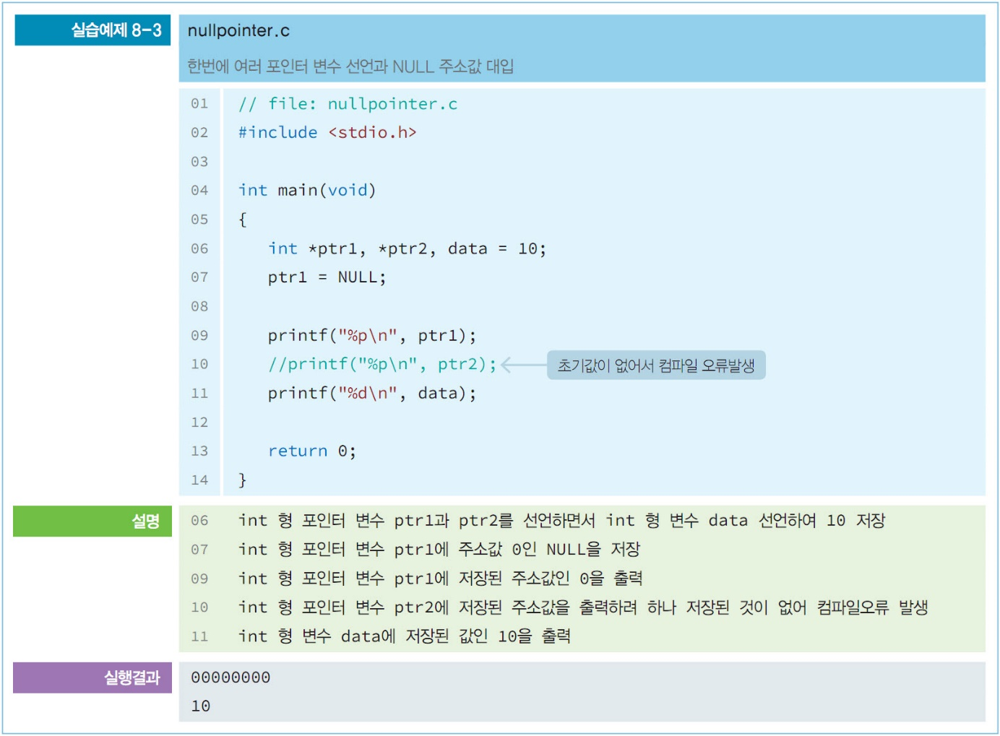 실습예제 8-3
nullpointer.c
한번에 여러 포인터 변수 선언과 NULL 주소값 대입
01 // file: nullpointer.c
02 #include <stdio.h>
03
04 int main(void)
05 {
06 int *ptr1, *ptr2, data = 10;
07 ptr1 = NULL;
08
09 printf("%p\n", ptr1);
10 //printf("%p\n", ptr2); 초기값이 없어서 컴파일 오류발생
11 printf("%d\n", data);
12
13 return 0;
14 }
설명
06 int 형 포인터 변수 ptr1과 ptr2를 선언하면서 int 형 변수 data 선언하여 10 저장
07 int 형 포인터 변수 ptr1에 주소값 0인 NULL을 저장
09 int 형 포인터 변수 ptr1에 저장된 주소값인 0을 출력
10 int 형 포인터 변수 ptr2에 저장된 주소값을 출력하려 하나 저장된 것이 없어 컴파일오류 발생
11 int 형 변수 data에 저장된 값인 10을 출력
실행결과
00000000
10